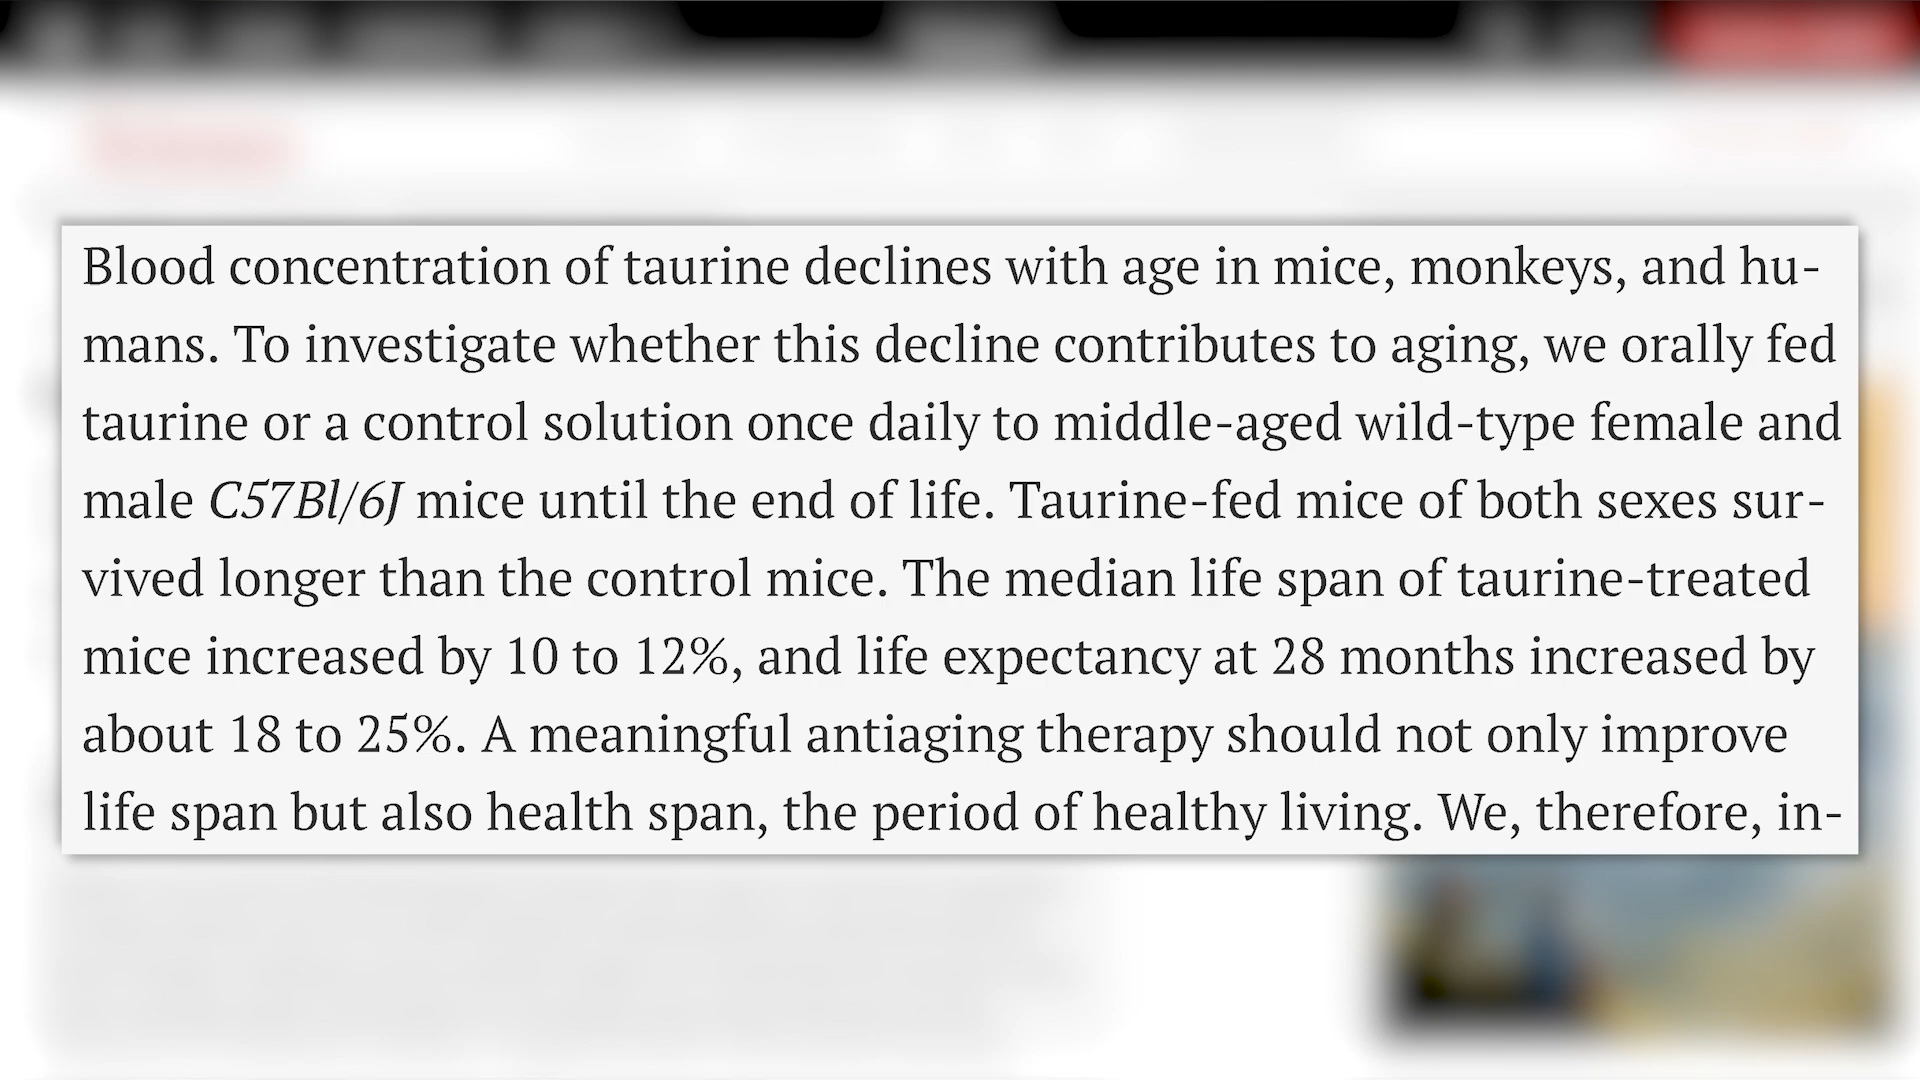 Blood concentration of taurine declines with age in mice, monkeys, and hu-
mans. To investigate whether this decline contributes to aging, we orally fed
taurine or a control solution once daily to middle-aged wild-type female and
male C57Bl/6J mice until the end of life. Taurine-fed mice of both sexes sur-
vived longer than the control mice. The median life span of taurine-treated
mice increased by 10 to 12%, and life expectancy at 28 months increased by
about 18 to 25%. A meaningful antiaging therapy should not only improve
life span but also health span, the period of healthy living. We, therefore, in-